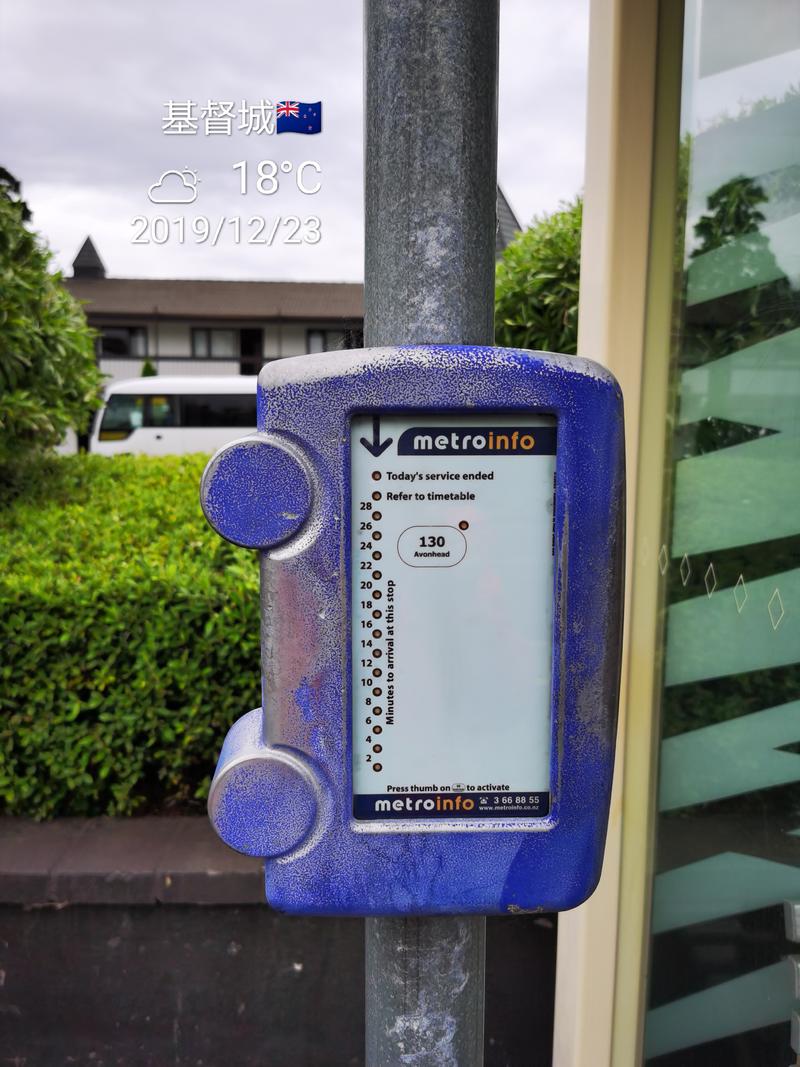 基督城
18°C
2019/12/23
metroinfo
Today's service ended
Refer to timetable
28
26
24
22
20
18
16
14
12
10
8
6
4
2
130
Avonhead
Minutes to arrival at this stop
Press thumb on to activate
metroinfo 3 66 88 55
www.metroinfo.co.nz